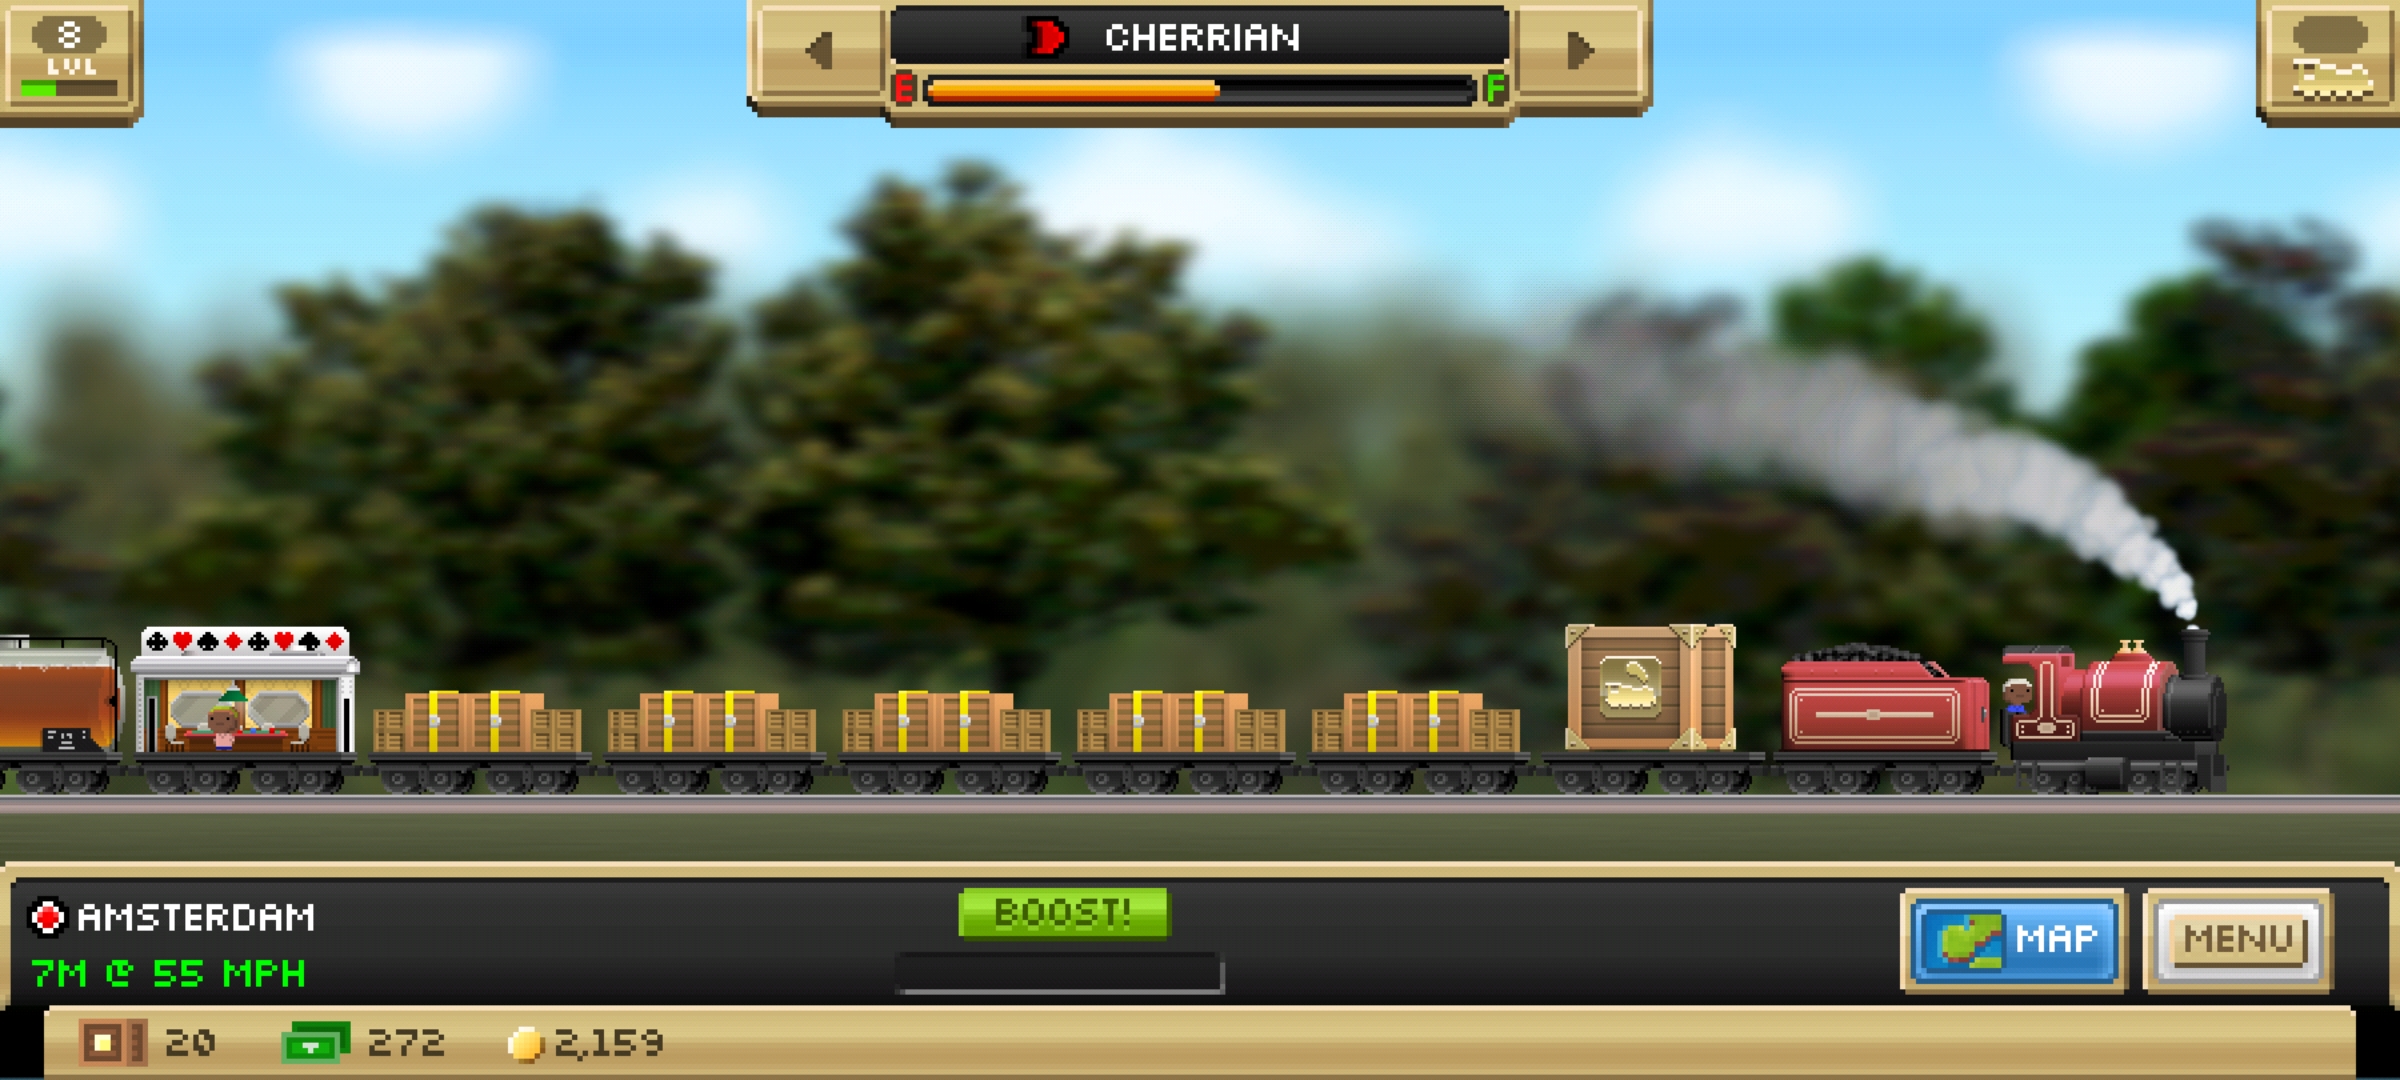 8
LVL
CHERRIAN
E F
AMSTERDAM
7M @ 55 MPH
BOOST!
MAP
MENU
20 272 2,159